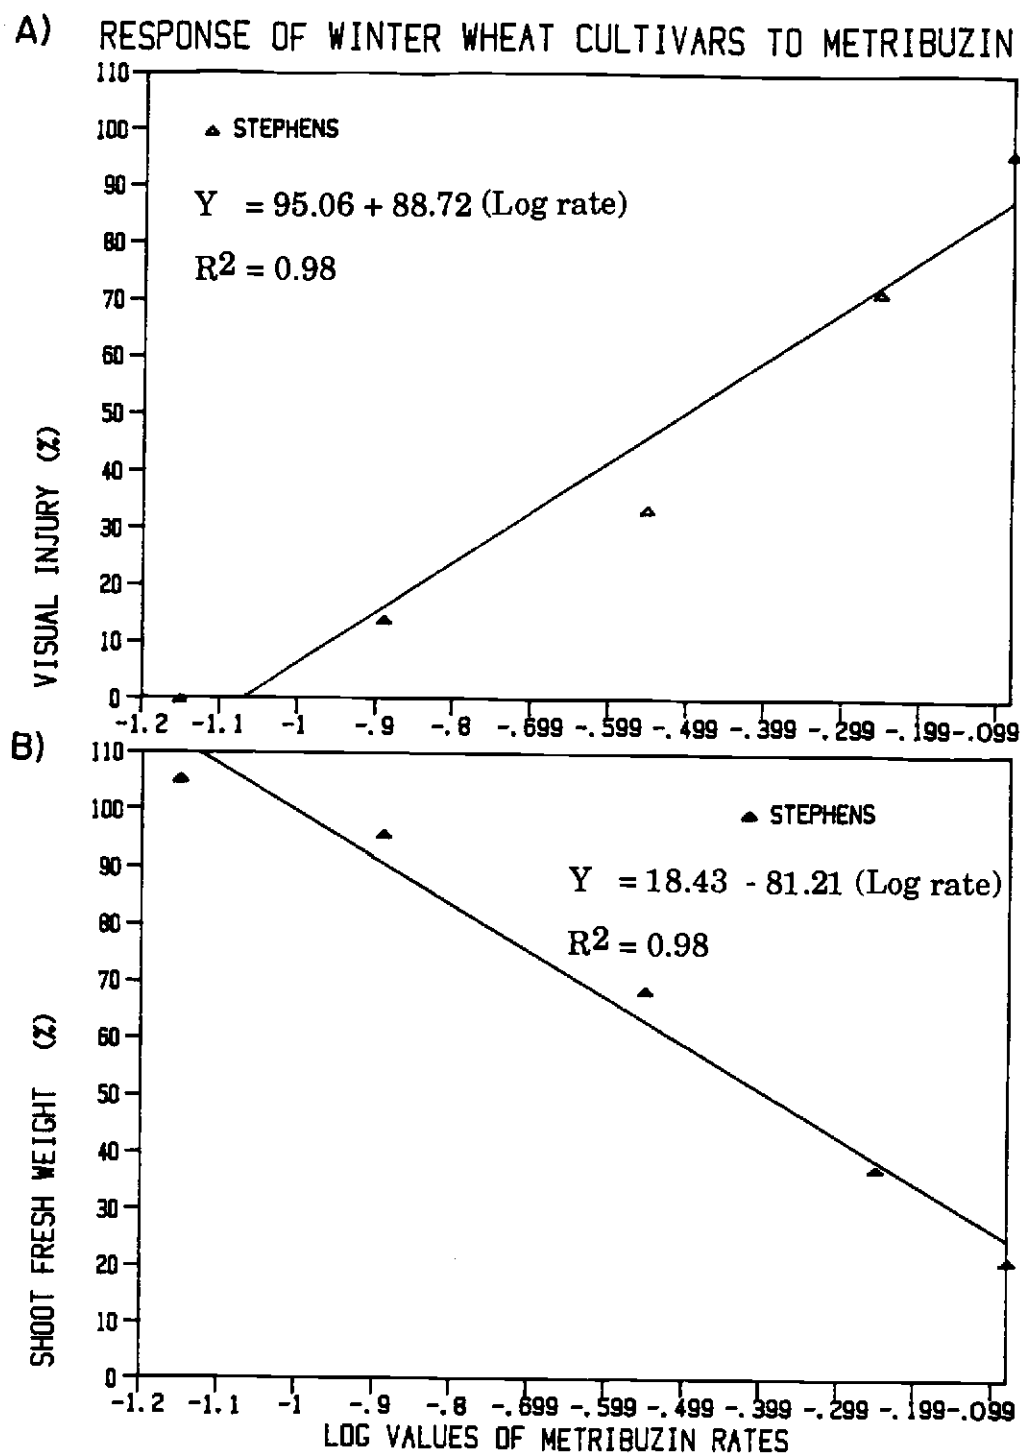 A) RESPONSE OF WINTER WHEAT CULTIVARS TO METRIBUZIN
110
STEPHENS
100
Y = 95.06 + 88.72 (Log rate)
90
80
R2 = 0.98
70
60
50
40
30
20
10
0
VISUAL INJURY (%)
-1.2 -1.1 -1 -.9 -.8 -.699 -.599 -.499 -.399 -.299 -.199 -.099
B)
110
100
STEPHENS
90
Y = 18.43 - 81.21 (Log rate)
80
R2 = 0.98
70
60
50
40
30
20
10
0
SHOOT FRESH WEIGHT (%)
-1.2 -1.1 -1 -.9 -.8 -.699 -.599 -.499 -.399 -.299 -.199 -.099
LOG VALUES OF METRIBUZIN RATES